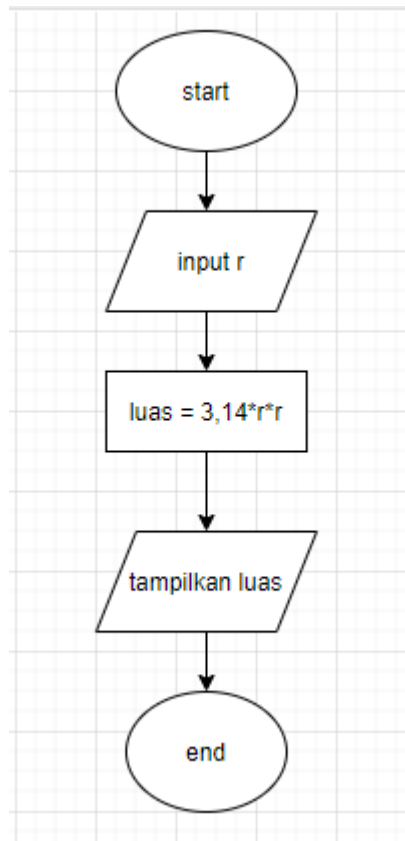 start
input r
luas = 3,14*r*r
tampilkan luas
end